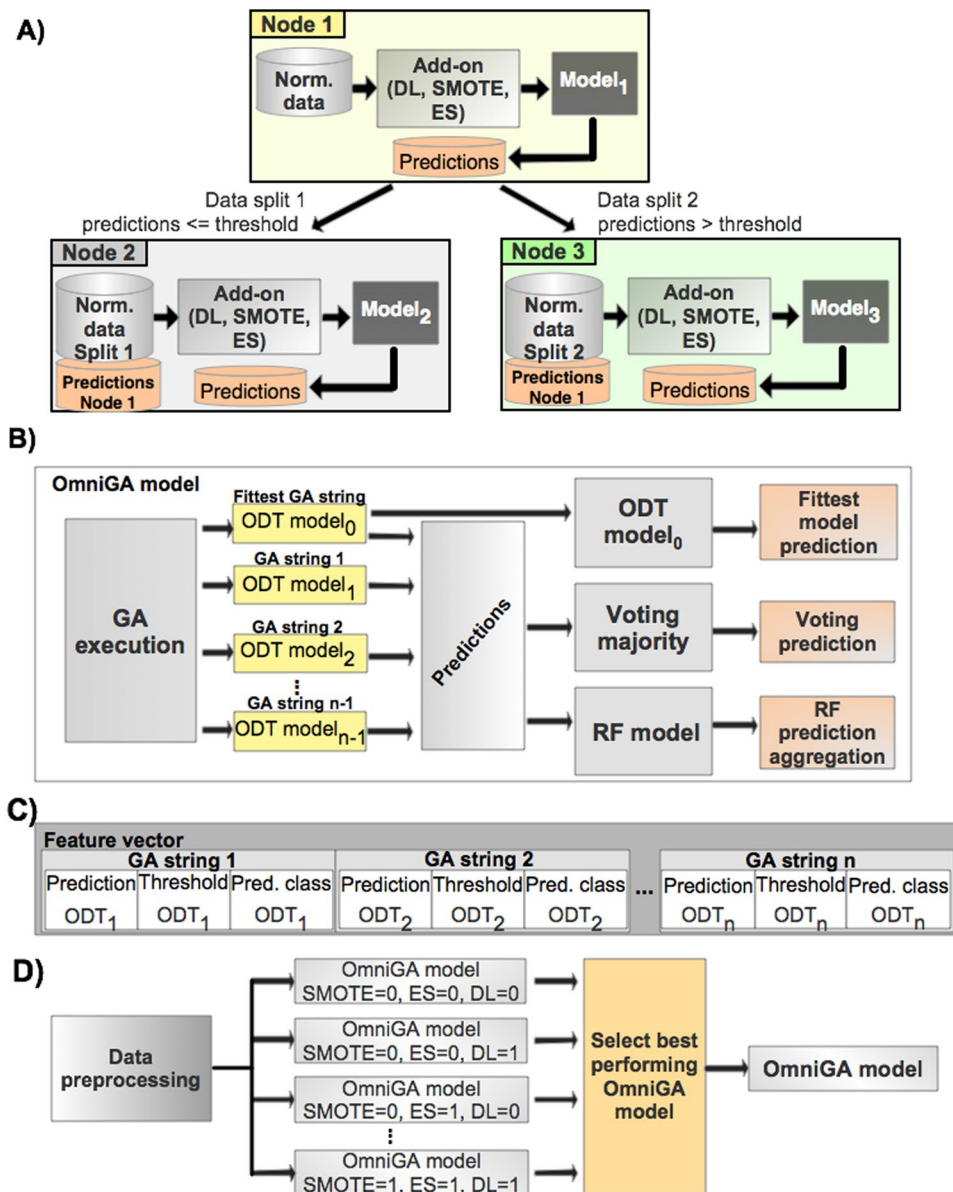 A)
Node 1
Norm.
data
Add-on
(DL, SMOTE,
ES)
Model1
Predictions
Data split 1
predictions <= threshold
Data split 2
predictions > threshold
Node 2
Norm.
data
Split 1
Predictions
Node 1
Add-on
(DL, SMOTE,
ES)
Model2
Predictions
Node 3
Norm.
data
Split 2
Predictions
Node 1
Add-on
(DL, SMOTE,
ES)
Model3
Predictions
B)
OmniGA model
GA
execution
Fittest GA string
ODT model0
GA string 1
ODT model1
GA string 2
ODT model2
⋮
GA string n-1
ODT modeln-1
Predictions
ODT
model0
Voting
majority
RF model
Fittest
model
prediction
Voting
prediction
RF
prediction
aggregation
C)
Feature vector
GA string 1 GA string 2 GA string n
Prediction Threshold Pred. class Prediction Threshold Pred. class ... Prediction Threshold Pred. class
ODT1 ODT1 ODT1 ODT2 ODT2 ODT2 ODTn ODTn ODTn
D)
Data
preprocessing
OmniGA model
SMOTE=0, ES=0, DL=0
OmniGA model
SMOTE=0, ES=0, DL=1
OmniGA model
SMOTE=0, ES=1, DL=0
⋮
OmniGA model
SMOTE=1, ES=1, DL=1
Select best
performing
OmniGA
model
OmniGA model